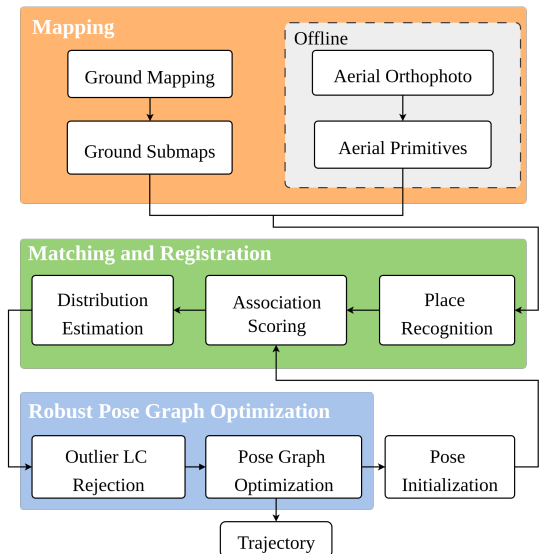 Mapping
Offline
Ground Mapping
Aerial Orthophoto
Ground Submaps
Aerial Primitives
Matching and Registration
Distribution
Estimation
Association
Scoring
Place
Recognition
Robust Pose Graph Optimization
Outlier LC
Rejection
Pose Graph
Optimization
Pose
Initialization
Trajectory